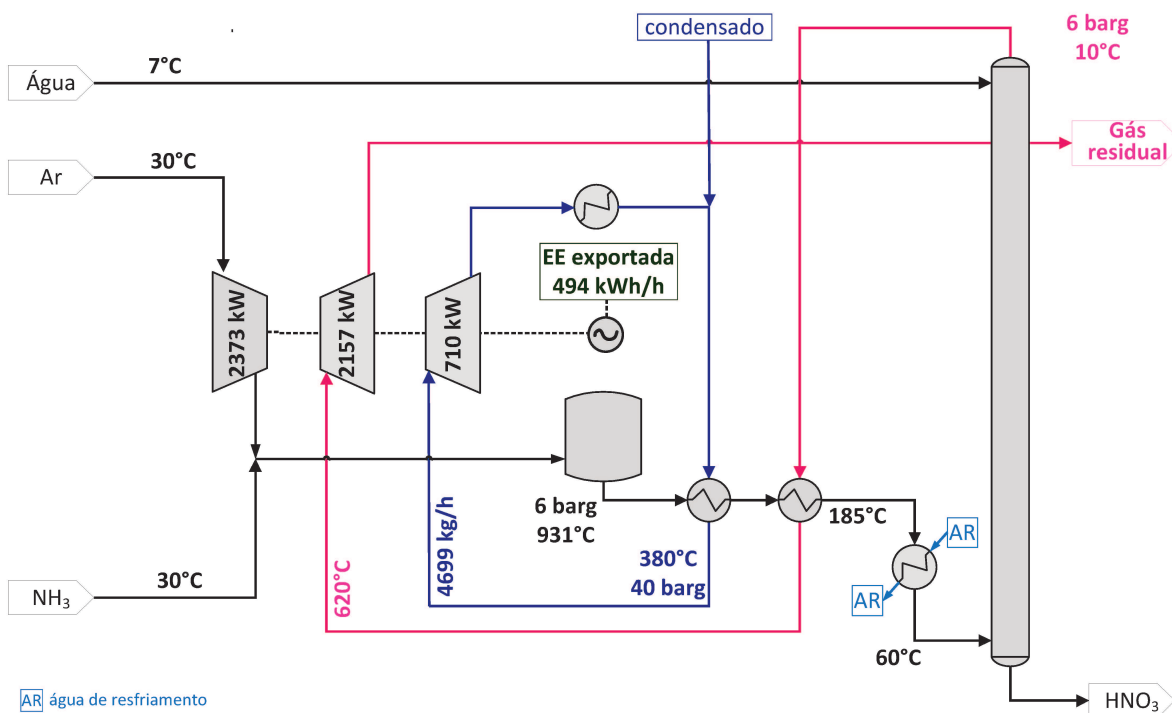 condensado
6 barg
10°C
Água
7°C
Gás
residual
Ar
30°C
EE exportada
494 kWh/h
2373 kW
2157 kW
710 kW
6 barg
931°C
185°C
AR
4699 kg/h
380°C
40 barg
620°C
AR
NH₃
30°C
60°C
AR água de resfriamento
HNO₃